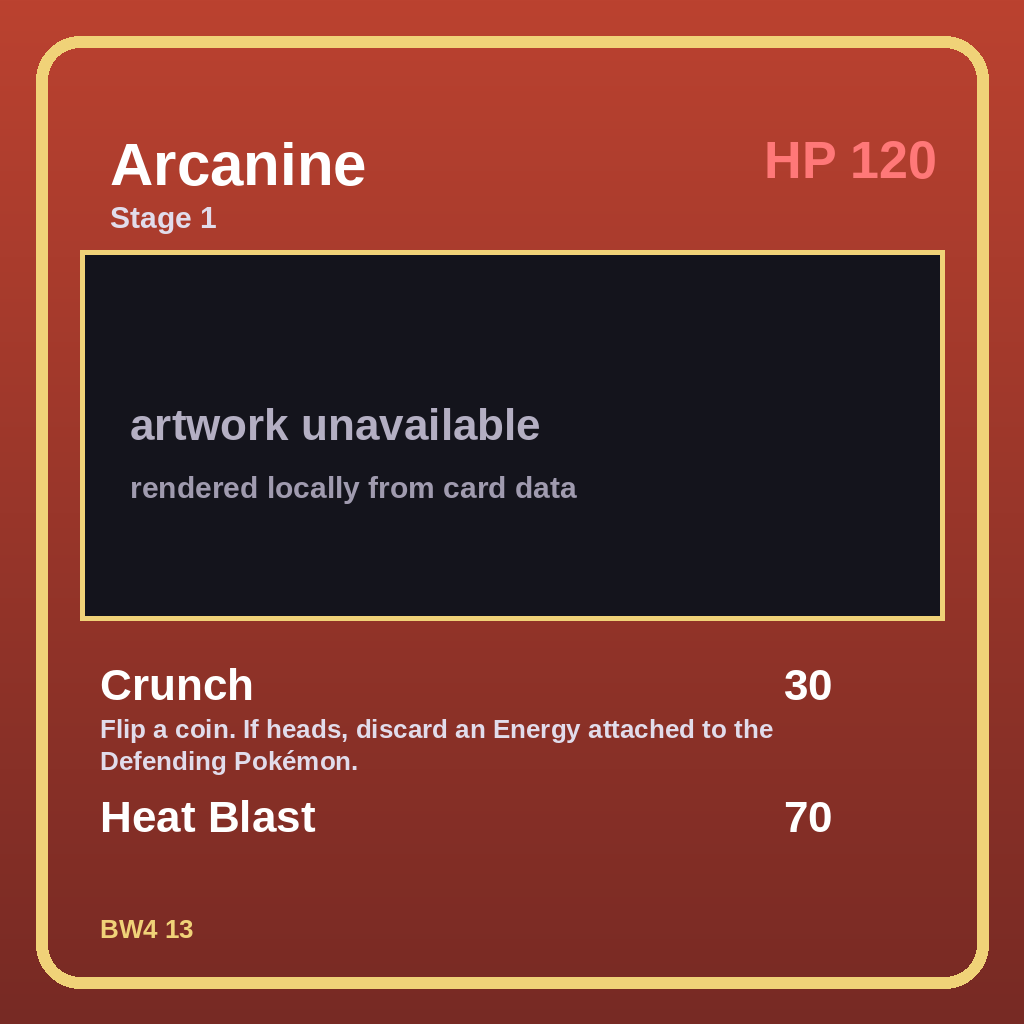 Arcanine
HP 120
Stage 1
artwork unavailable
rendered locally from card data
Crunch
30
Flip a coin. If heads, discard an Energy attached to the
Defending Pokémon.
Heat Blast
70
BW4 13